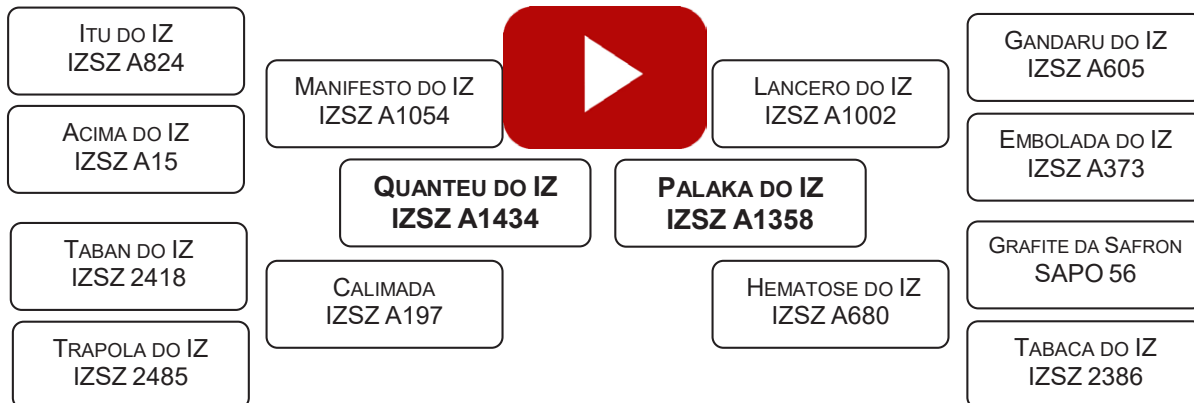 Itu do IZ
IZSZ A824
Acima do IZ
IZSZ A15
Taban do IZ
IZSZ 2418
Trapola do IZ
IZSZ 2485
Manifesto do IZ
IZSZ A1054
Calimada
IZSZ A197
Quanteu do IZ
IZSZ A1434
Palaka do IZ
IZSZ A1358
Lancero do IZ
IZSZ A1002
Hematose do IZ
IZSZ A680
Gandaru do IZ
IZSZ A605
Embolada do IZ
IZSZ A373
Grafite da Safron
SAPO 56
Tabaca do IZ
IZSZ 2386